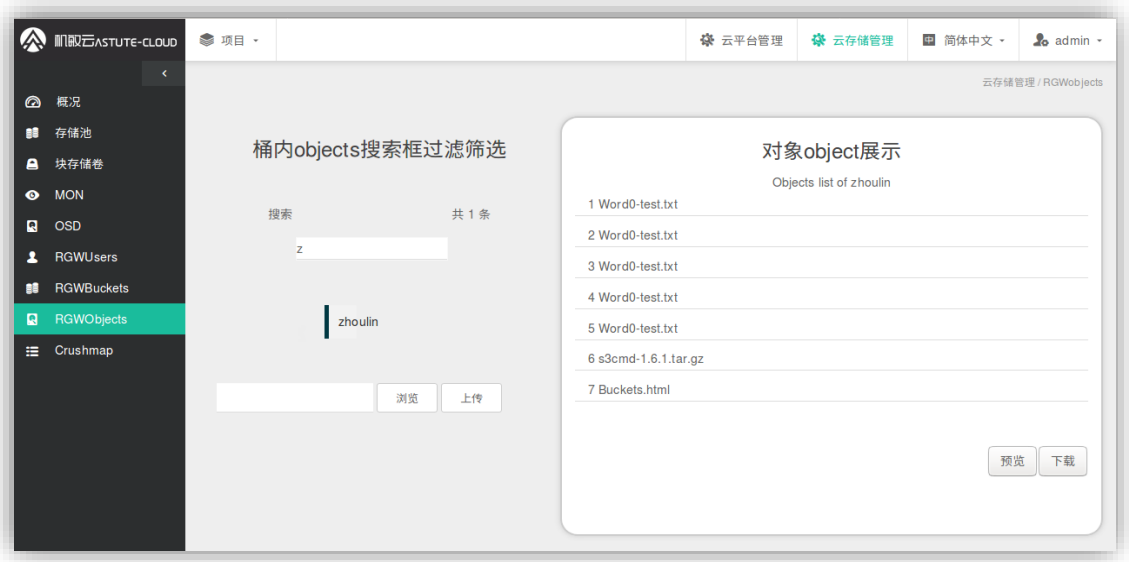 机敏云ASTUTE-CLOUD
项目
云平台管理
云存储管理
中
简体中文
admin
云存储管理 / RGWobjects
概况
存储池
块存储卷
MON
OSD
RGWUsers
RGWBuckets
RGWObjects
Crushmap
桶内objects搜索框过滤筛选
搜索
共 1 条
z
zhoulin
浏览
上传
对象object展示
Objects list of zhoulin
1 Word0-test.txt
2 Word0-test.txt
3 Word0-test.txt
4 Word0-test.txt
5 Word0-test.txt
6 s3cmd-1.6.1.tar.gz
7 Buckets.html
预览
下载